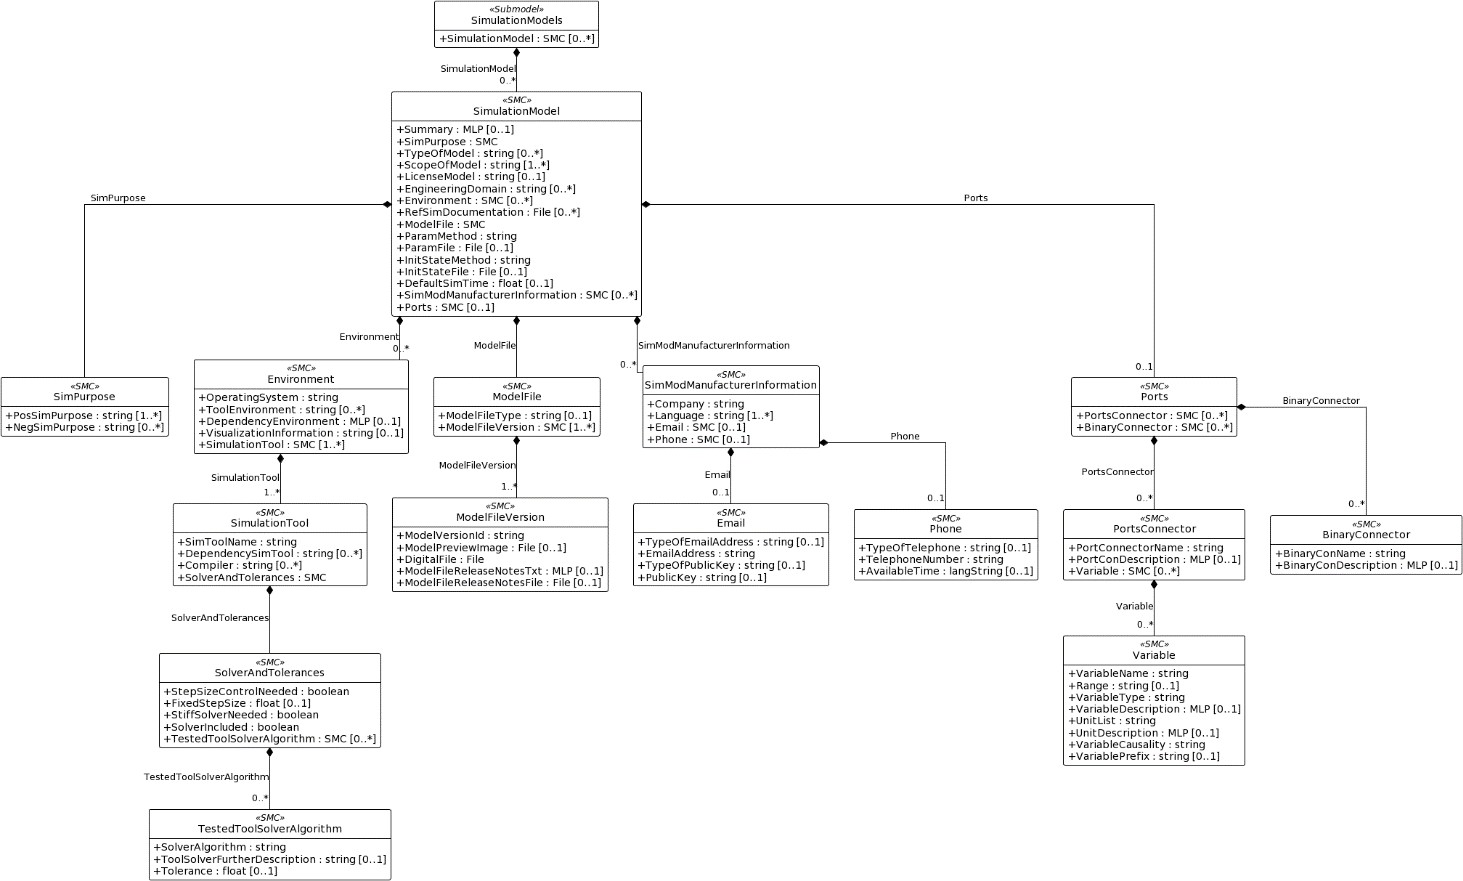 «Submodel»
SimulationModels
+SimulationModel : SMC [0..*]
SimulationModel
0..*
«SMC»
SimulationModel
+Summary : MLP [0..1]
+SimPurpose : SMC
+TypeOfModel : string [0..*]
+ScopeOfModel : string [1..*]
+LicenseModel : string [0..1]
+EngineeringDomain : string [0..*]
+Environment : SMC [0..*]
+RefSimDocumentation : File [0..*]
+ModelFile : SMC
+ParamMethod : string
+ParamFile : File [0..1]
+InitStateMethod : string
+InitStateFile : File [0..1]
+DefaultSimTime : float [0..1]
+SimModManufacturerInformation : SMC [0..*]
+Ports : SMC [0..1]
SimPurpose
Ports
Environment
0..*
ModelFile
SimModManufacturerInformation
0..*
0..1
«SMC»
SimPurpose
+PosSimPurpose : string [1..*]
+NegSimPurpose : string [0..*]
«SMC»
Environment
+OperatingSystem : string
+ToolEnvironment : string [0..*]
+DependencyEnvironment : MLP [0..1]
+VisualizationInformation : string [0..1]
+SimulationTool : SMC [1..*]
«SMC»
ModelFile
+ModelFileType : string [0..1]
+ModelFileVersion : SMC [1..*]
«SMC»
SimModManufacturerInformation
+Company : string
+Language : string [1..*]
+Email : SMC [0..1]
+Phone : SMC [0..1]
«SMC»
Ports
+PortsConnector : SMC [0..*]
+BinaryConnector : SMC [0..*]
BinaryConnector
0..*
Phone
0..1
SimulationTool
1..*
ModelFileVersion
1..*
Email
0..1
PortsConnector
0..*
«SMC»
SimulationTool
+SimToolName : string
+DependencySimTool : string [0..*]
+Compiler : string [0..*]
+SolverAndTolerances : SMC
«SMC»
ModelFileVersion
+ModelVersionId : string
+ModelPreviewImage : File [0..1]
+DigitalFile : File
+ModelFileReleaseNotesTxt : MLP [0..1]
+ModelFileReleaseNotesFile : File [0..1]
«SMC»
Email
+TypeOfEmailAddress : string [0..1]
+EmailAddress : string
+TypeOfPublicKey : string [0..1]
+PublicKey : string [0..1]
«SMC»
Phone
+TypeOfTelephone : string [0..1]
+TelephoneNumber : string
+AvailableTime : langString [0..1]
«SMC»
PortsConnector
+PortConnectorName : string
+PortConDescription : MLP [0..1]
+Variable : SMC [0..*]
«SMC»
BinaryConnector
+BinaryConName : string
+BinaryConDescription : MLP [0..1]
SolverAndTolerances
Variable
0..*
«SMC»
SolverAndTolerances
+StepSizeControlNeeded : boolean
+FixedStepSize : float [0..1]
+StiffSolverNeeded : boolean
+SolverIncluded : boolean
+TestedToolSolverAlgorithm : SMC [0..*]
«SMC»
Variable
+VariableName : string
+Range : string [0..1]
+VariableType : string
+VariableDescription : MLP [0..1]
+UnitList : string
+UnitDescription : MLP [0..1]
+VariableCausality : string
+VariablePrefix : string [0..1]
TestedToolSolverAlgorithm
0..*
«SMC»
TestedToolSolverAlgorithm
+SolverAlgorithm : string
+ToolSolverFurtherDescription : string [0..1]
+Tolerance : float [0..1]